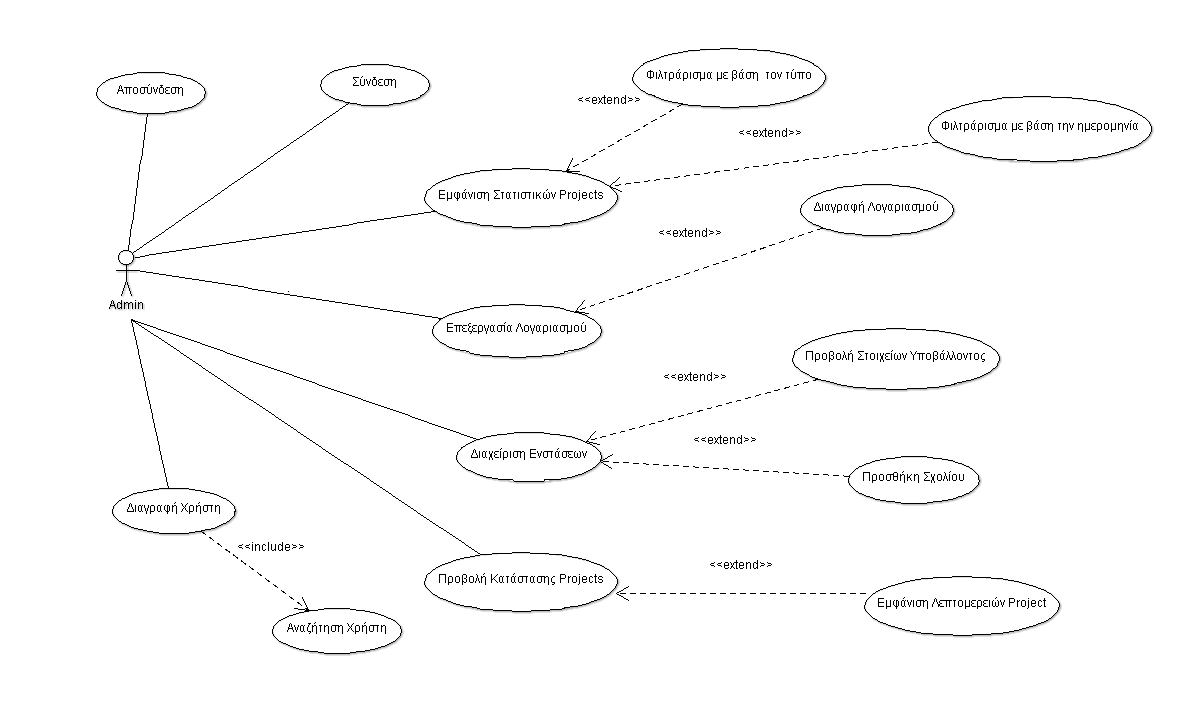 Φιλτράρισμα με βάση τον τύπο
Σύνδεση
Αποσύνδεση
<<extend>>
Φιλτράρισμα με βάση την ημερομηνία
<<extend>>
Εμφάνιση Στατιστικών Projects
Διαγραφή Λογαριασμού
<<extend>>
Admin
Επεξεργασία Λογαριασμού
Προβολή Στοιχείων Υποβάλλοντος
<<extend>>
<<extend>>
Διαχείριση Ενστάσεων
Προσθήκη Σχολίου
Διαγραφή Χρήστη
<<include>>
<<extend>>
Προβολή Κατάστασης Projects
Εμφάνιση Λεπτομερειών Project
Αναζήτηση Χρήστη